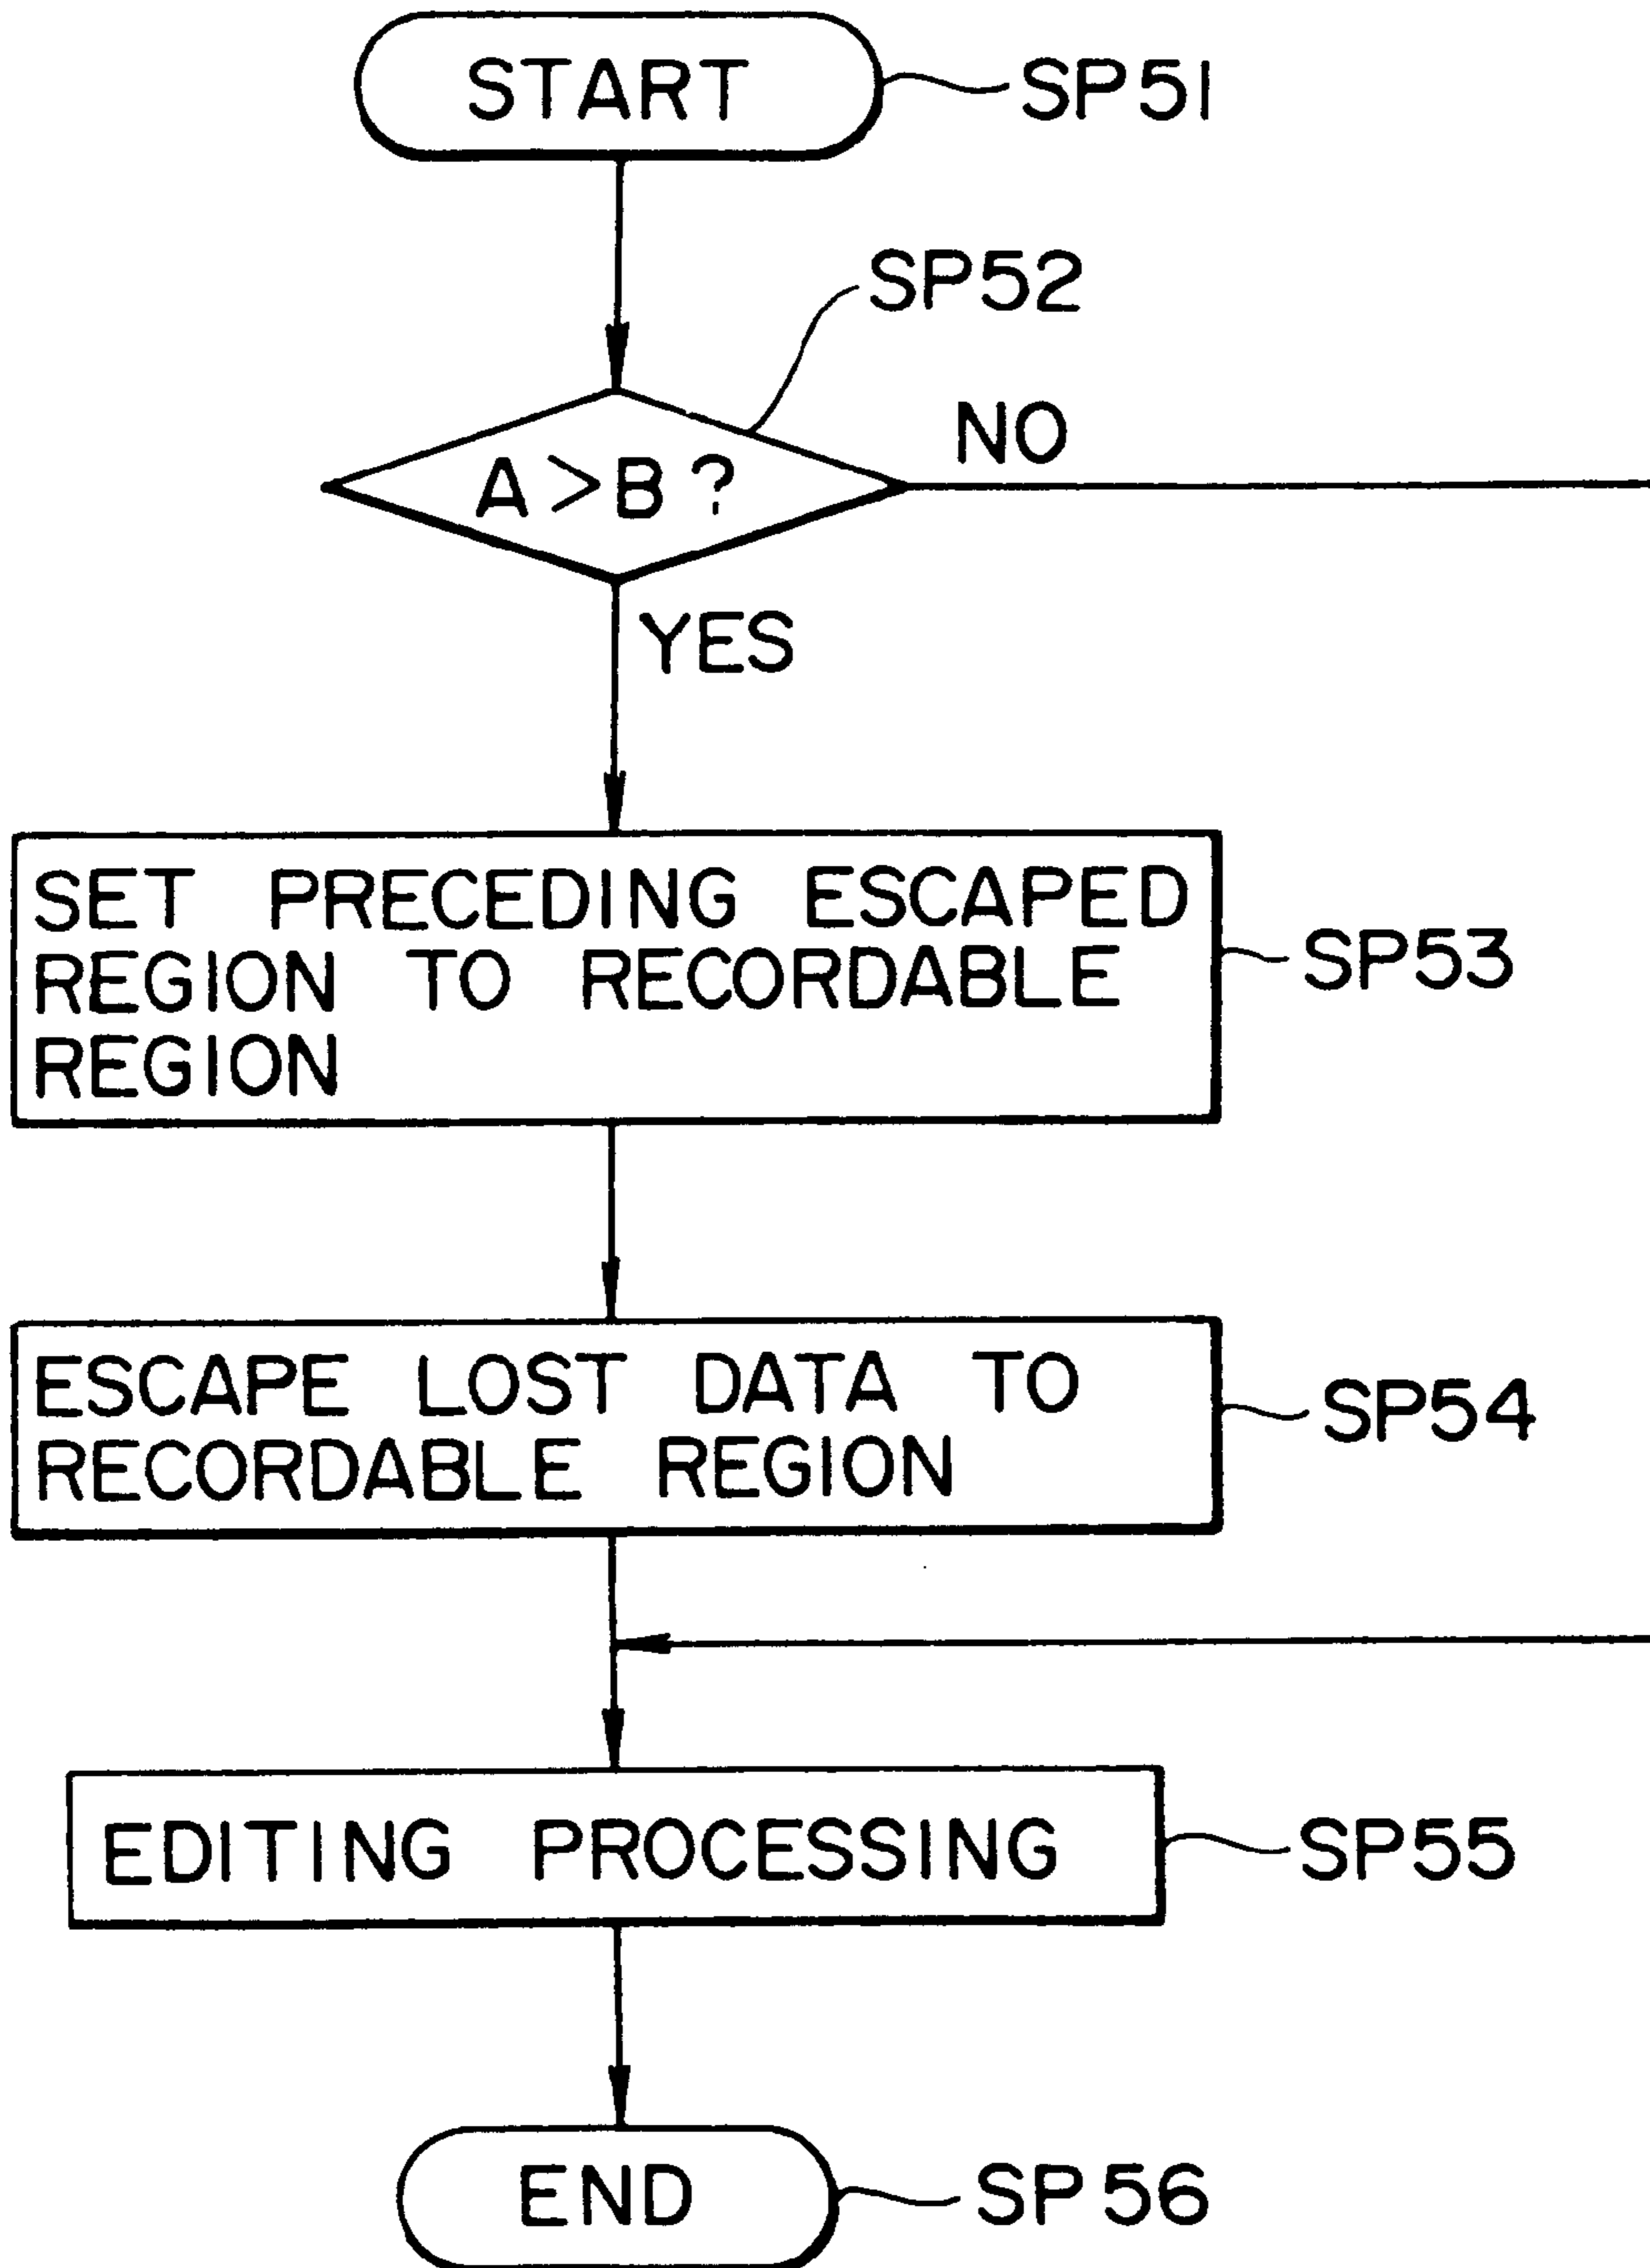 START
SP51
SP52
A>B?
NO
YES
SET PRECEDING ESCAPED
REGION TO RECORDABLE
REGION
SP53
ESCAPE LOST DATA TO
RECORDABLE REGION
SP54
EDITING PROCESSING
SP55
END
SP56